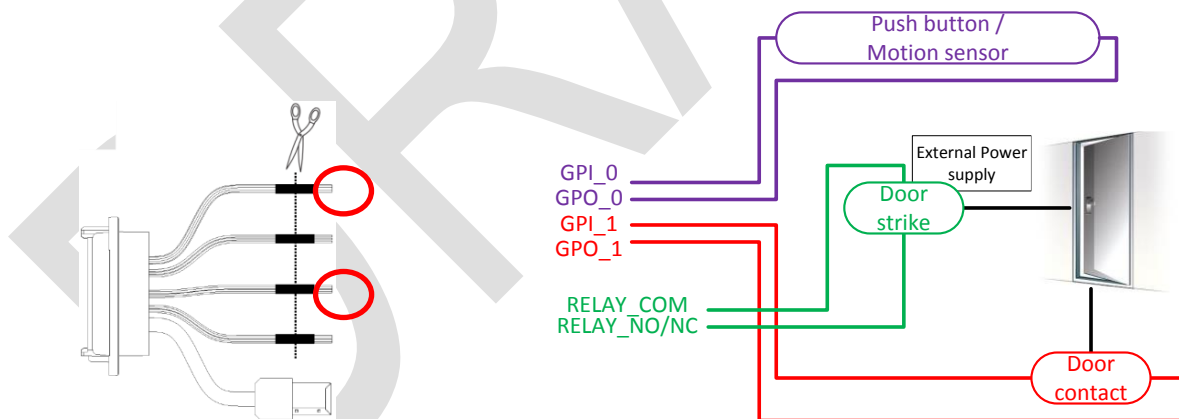 Push button /
Motion sensor
External Power
supply
GPI_0
GPO_0
GPI_1
GPO_1
Door
strike
RELAY_COM
RELAY_NO/NC
Door
contact